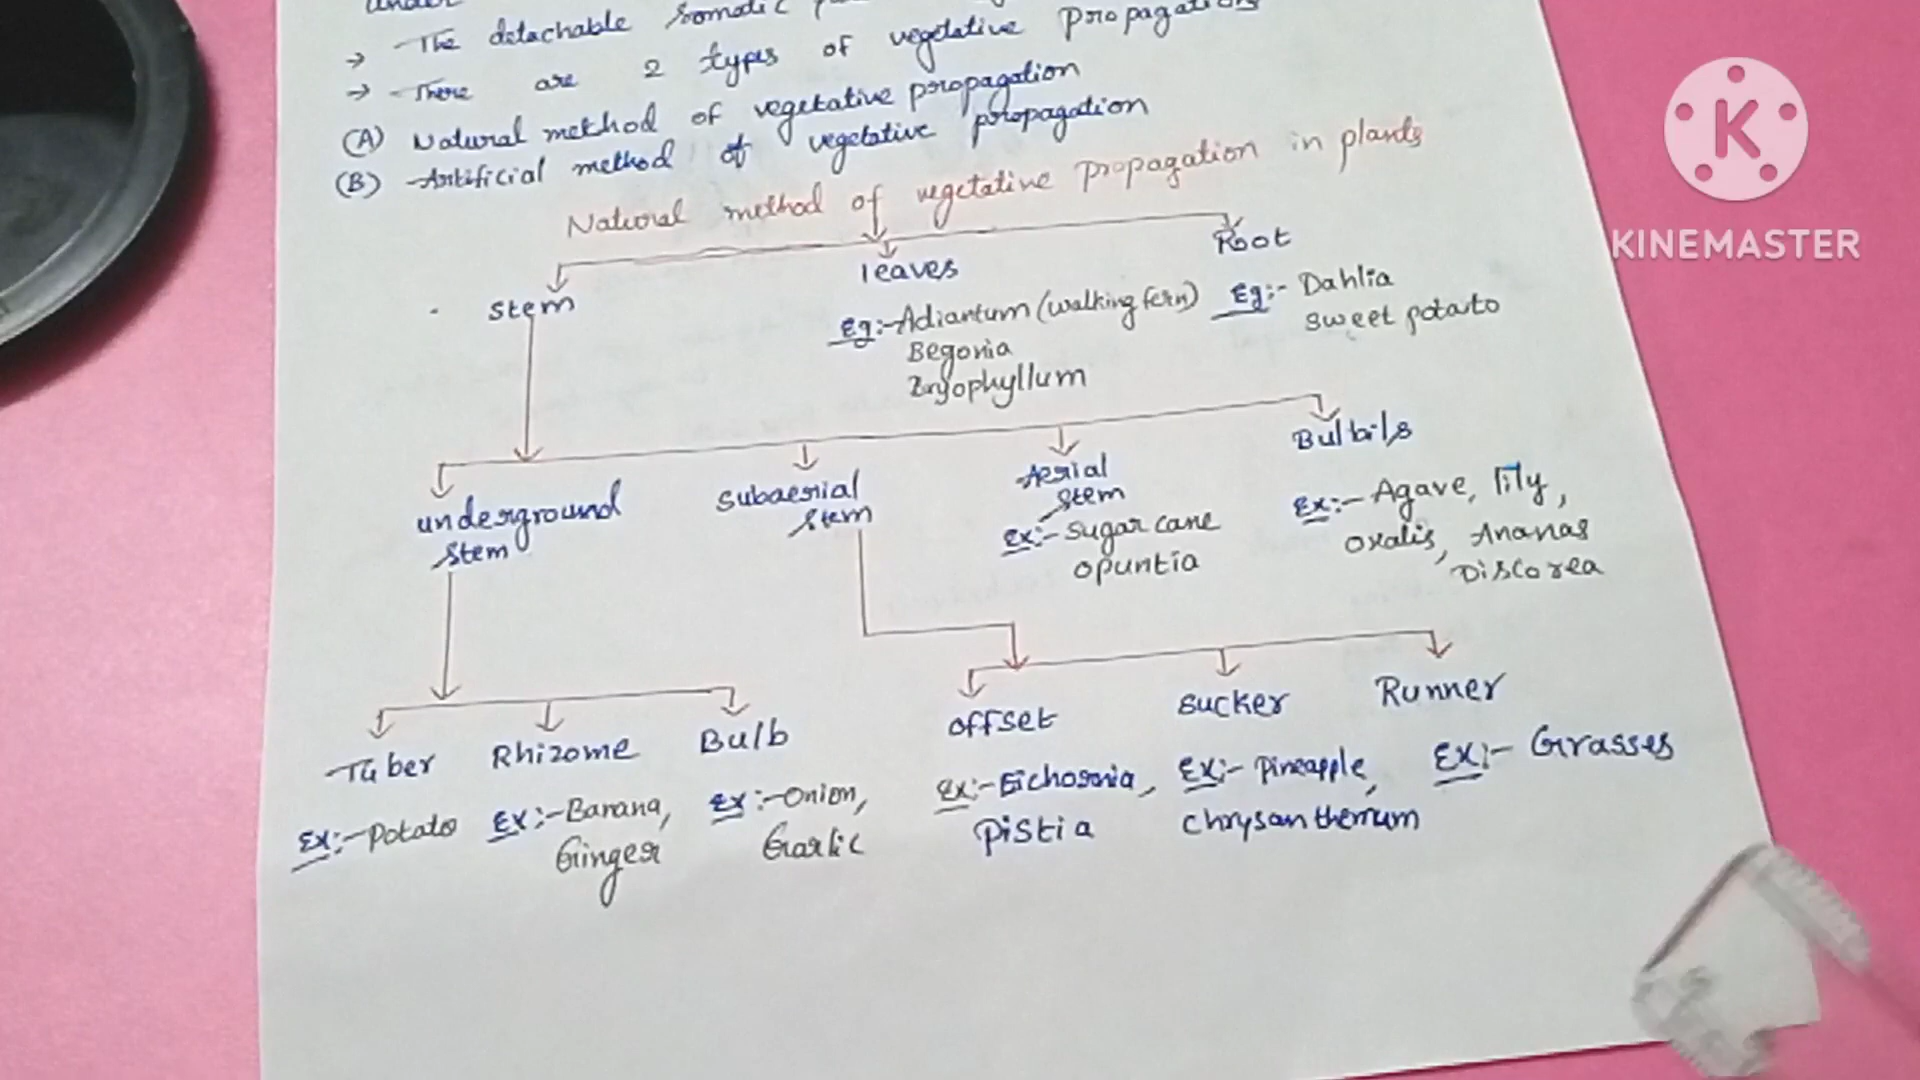 under
→ The detachable somatic
→ There are 2 types of vegetative propagation
(A) Natural method of vegetative propagation
(B) Artificial method of vegetative propagation
Natural method of vegetative propagation in plants
stem leaves Root
Eg:- Adiantum (walking fern) Eg:- Dahlia
Begonia sweet potato
Bryophyllum
underground stem Subaerial stem Aerial stem Bulbils
Ex:- Sugar cane Ex:- Agave, lily,
opuntia oxalis, Ananas
Discorea
Tuber Rhizome Bulb offset sucker Runner
Ex:- Potato Ex:- Banana, Ex:- Onion, Ex:- Eichosnia, Ex:- Pineapple, Ex:- Grasses
Ginger Garlic Pistia chrysanthemum
K
KINEMASTER